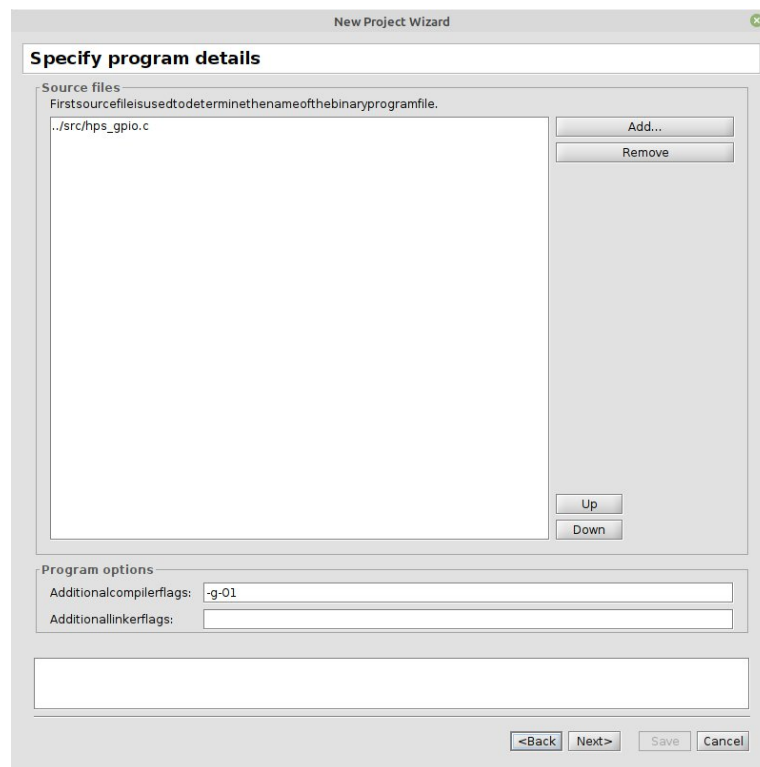 New Project Wizard
Specify program details
Source files
Firstsourcefileisusedtodeterminethenameofthebinaryprogramfile.
../src/hps_gpio.c
Add...
Remove
Up
Down
Program options
Additionalcompilerflags: -g-O1
Additionallinkerflags:
<Back Next> Save Cancel